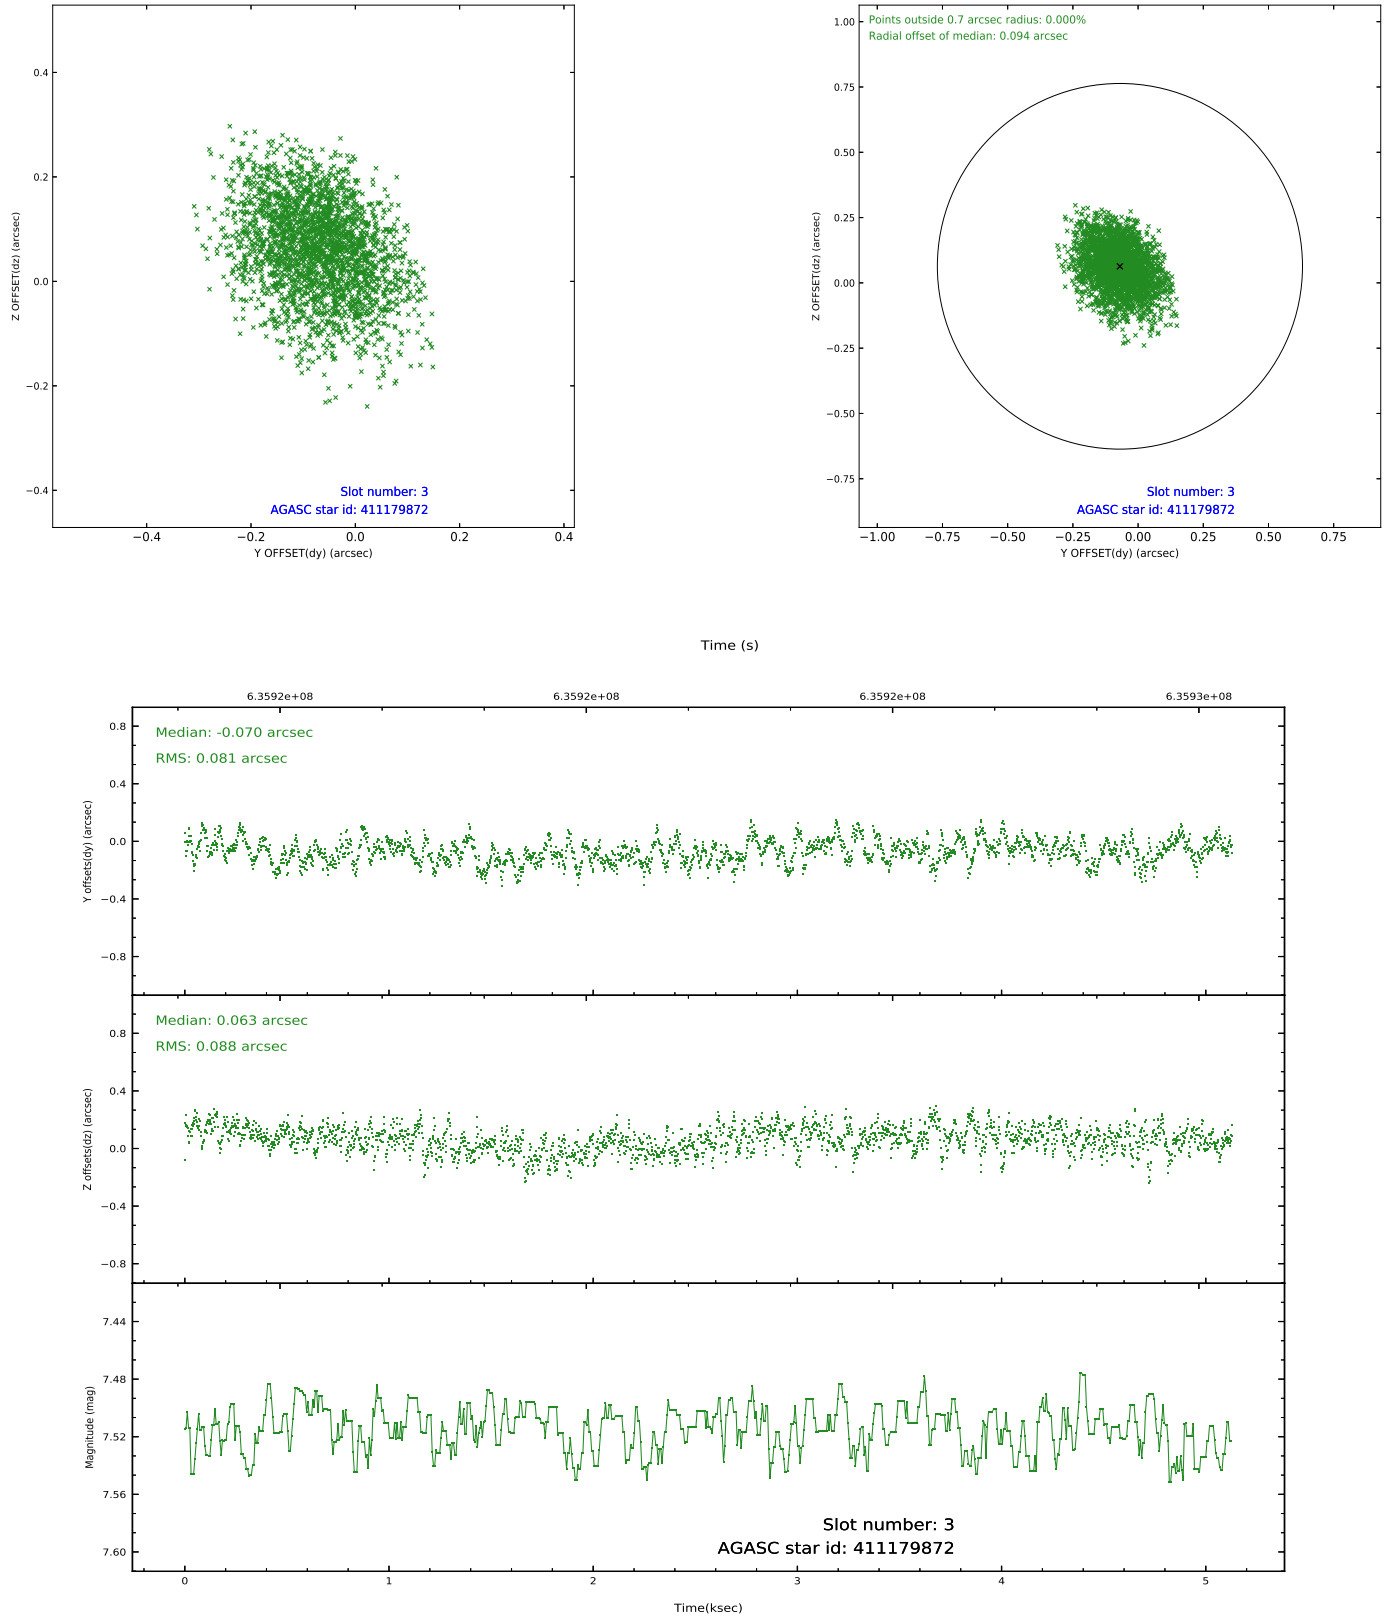 0.4
0.2
0.0
−0.2
−0.4
Z OFFSET(dz) (arcsec)
Slot number: 3
AGASC star id: 411179872
−0.4
−0.2
0.0
0.2
0.4
Y OFFSET(dy) (arcsec)
Points outside 0.7 arcsec radius: 0.000%
Radial offset of median: 0.094 arcsec
1.00
0.75
0.50
0.25
0.00
−0.25
−0.50
−0.75
Z OFFSET(dz) (arcsec)
Slot number: 3
AGASC star id: 411179872
−1.00
−0.75
−0.50
−0.25
0.00
0.25
0.50
0.75
Y OFFSET(dy) (arcsec)
Time (s)
6.3592e+08
6.3592e+08
6.3592e+08
6.3593e+08
Median: -0.070 arcsec
RMS: 0.081 arcsec
0.8
0.4
0.0
−0.4
−0.8
Y offsets(dy) (arcsec)
Median: 0.063 arcsec
RMS: 0.088 arcsec
0.8
0.4
0.0
−0.4
−0.8
Z offsets(dz) (arcsec)
7.44
7.48
7.52
7.56
7.60
Magnitude (mag)
Slot number: 3
AGASC star id: 411179872
0
1
2
3
4
5
Time(ksec)